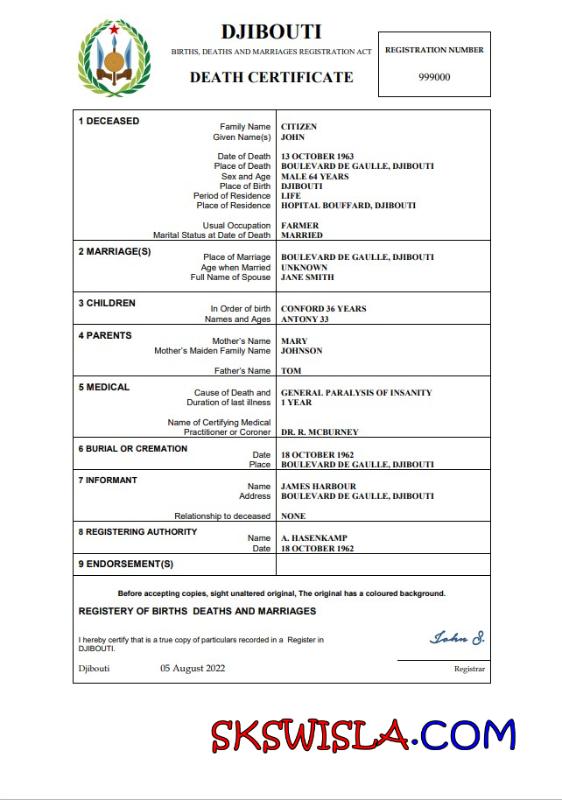 DJIBOUTI
BIRTHS, DEATHS AND MARRIAGES REGISTRATION ACT
DEATH CERTIFICATE
REGISTRATION NUMBER
999000
1 DECEASED
Family Name CITIZEN
Given Name(s) JOHN
Date of Death 13 OCTOBER 1963
Place of Death BOULEVARD DE GAULLE, DJIBOUTI
Sex and Age MALE 64 YEARS
Place of Birth DJIBOUTI
Period of Residence LIFE
Place of Residence HOPITAL BOUFFARD, DJIBOUTI
Usual Occupation FARMER
Marital Status at Date of Death MARRIED
2 MARRIAGE(S)
Place of Marriage BOULEVARD DE GAULLE, DJIBOUTI
Age when Married UNKNOWN
Full Name of Spouse JANE SMITH
3 CHILDREN
In Order of birth CONFORD 36 YEARS
Names and Ages ANTONY 33
4 PARENTS
Mother's Name MARY
Mother's Maiden Family Name JOHNSON
Father's Name TOM
5 MEDICAL
Cause of Death and GENERAL PARALYSIS OF INSANITY
Duration of last illness 1 YEAR
Name of Certifying Medical
Practitioner or Coroner DR. R. MCBURNEY
6 BURIAL OR CREMATION
Date 18 OCTOBER 1962
Place BOULEVARD DE GAULLE, DJIBOUTI
7 INFORMANT
Name JAMES HARBOUR
Address BOULEVARD DE GAULLE, DJIBOUTI
Relationship to deceased NONE
8 REGISTERING AUTHORITY
Name A. HASENKAMP
Date 18 OCTOBER 1962
9 ENDORSEMENT(S)
Before accepting copies, sight unaltered original, The original has a coloured background.
REGISTERY OF BIRTHS DEATHS AND MARRIAGES
I hereby certify that is a true copy of particulars recorded in a Register in
DJIBOUTI.
John S.
Djibouti 05 August 2022 Registrar
SKSWISLA.COM